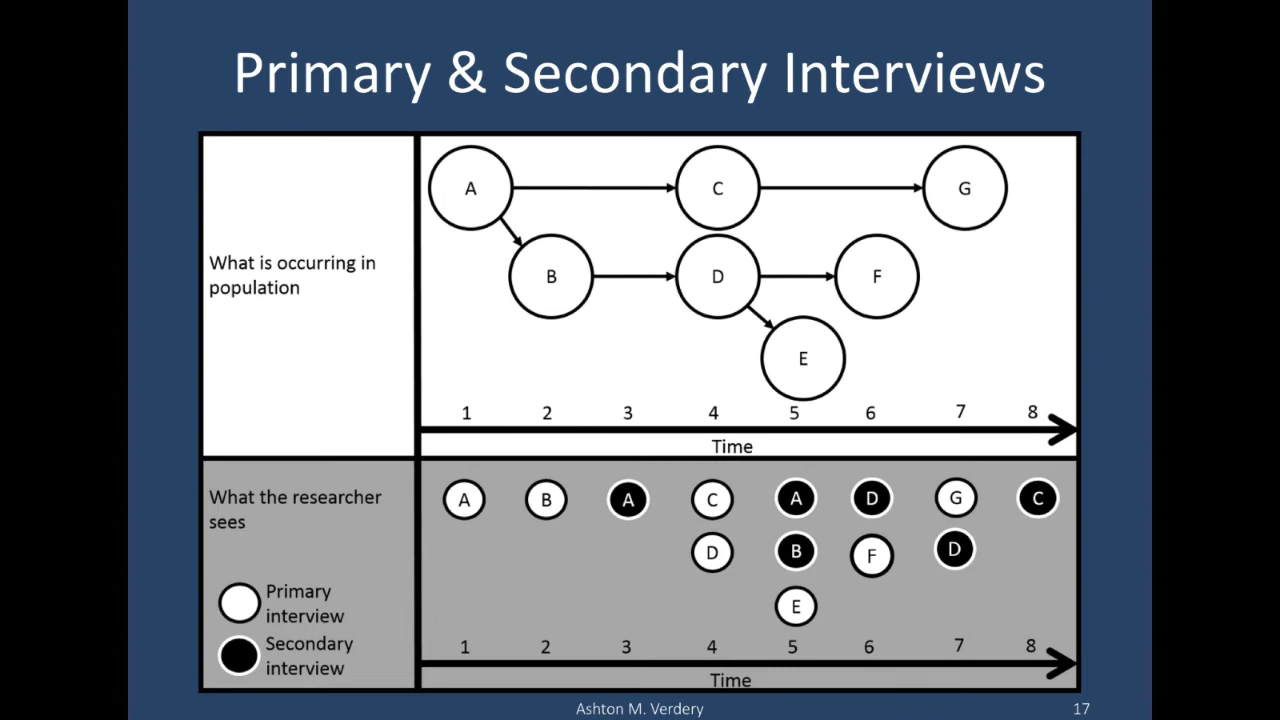 Primary & Secondary Interviews
What is occurring in
population
A
C
G
B
D
F
E
1 2 3 4 5 6 7 8
Time
What the researcher
sees
A B A C A D G C
D B F D
E
Primary
interview
Secondary
interview
1 2 3 4 5 6 7 8
Time
Ashton M. Verdery
17